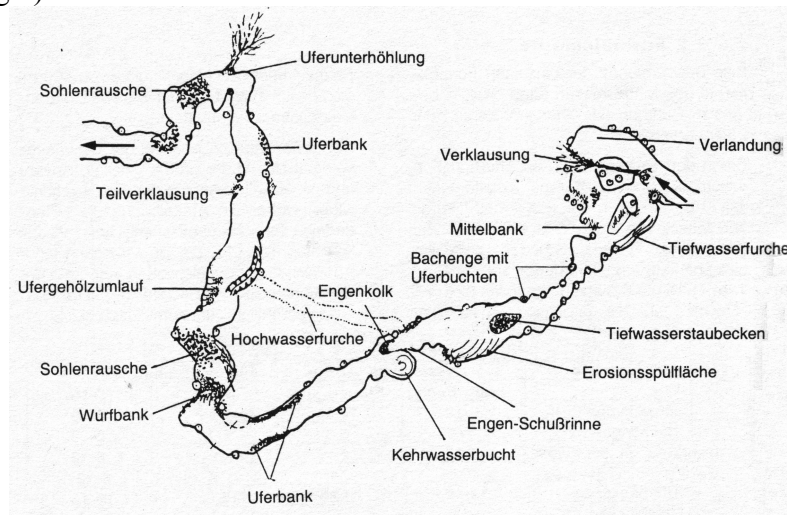 Uferunterhöhlung
Sohlenrausche
Uferbank
Verlandung
Verklausung
Teilverklausung
Mittelbank
Tiefwasserfurche
Bachenge mit
Uferbuchten
Ufergehölzumlauf
Engenkolk
Hochwasserfurche
Tiefwasserstaubecken
Sohlenrausche
Erosionsspülfläche
Wurfbank
Engen-Schußrinne
Kehrwasserbucht
Uferbank